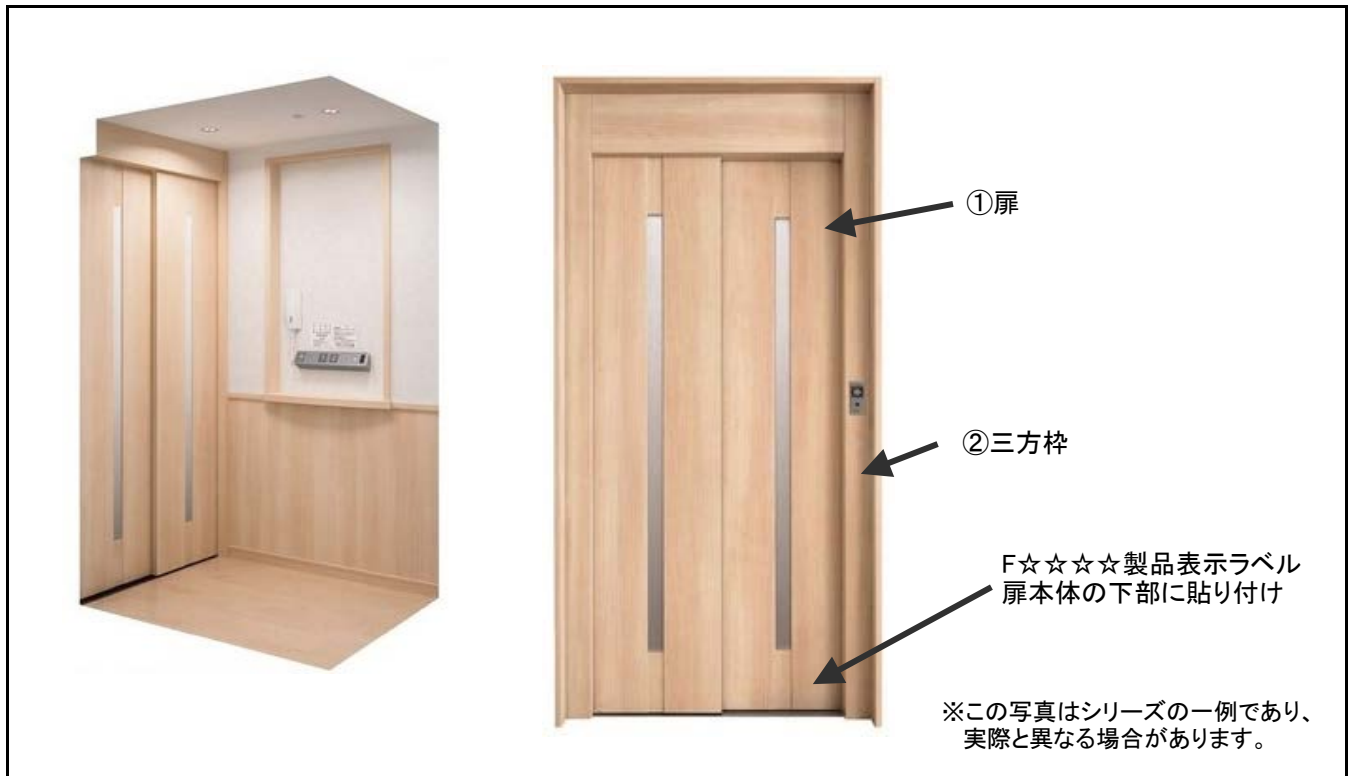 ①扉
②三方枠
F☆☆☆☆製品表示ラベル
扉本体の下部に貼り付け
※この写真はシリーズの一例であり、
実際と異なる場合があります。